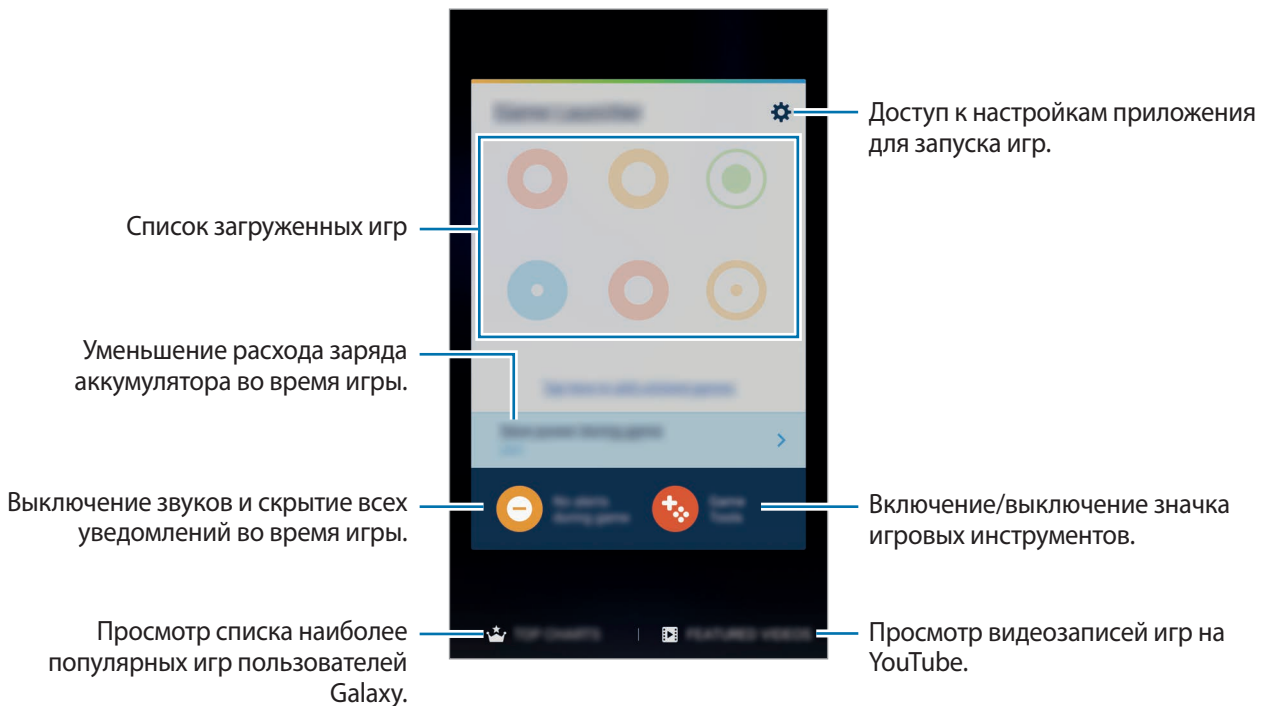 Доступ к настройкам приложения
для запуска игр.
Список загруженных игр
Уменьшение расхода заряда
аккумулятора во время игры.
Выключение звуков и скрытие всех
уведомлений во время игры.
Включение/выключение значка
игровых инструментов.
Просмотр списка наиболее
популярных игр пользователей
Galaxy.
Просмотр видеозаписей игр на
YouTube.